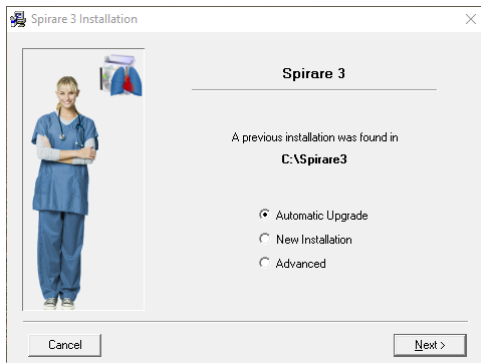 Spirare 3 Installation
Spirare 3
A previous installation was found in
C:\Spirare3
Automatic Upgrade
New Installation
Advanced
Cancel
Next >